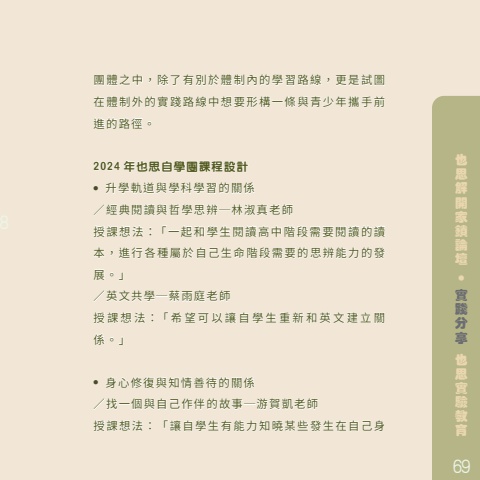 團體之中，除了有別於體制內的學習路線，更是試圖
在體制外的實踐路線中想要形構一條與青少年攜手前
進的路徑。
2024 年也思自學團課程設計
● 升學軌道與學科學習的關係
／經典閱讀與哲學思辨─林淑真老師
授課想法：「一起和學生閱讀高中階段需要閱讀的讀
本，進行各種屬於自己生命階段需要的思辨能力的發
展。」
／英文共學─蔡雨庭老師
授課想法：「希望可以讓自學生重新和英文建立關
係。」
● 身心修復與知情善待的關係
／找一個與自己作伴的故事─游賀凱老師
授課想法：「讓自學生有能力知曉某些發生在自己身
也思解開家鎖論壇 ● 實踐分享 也思實驗教育
69
8